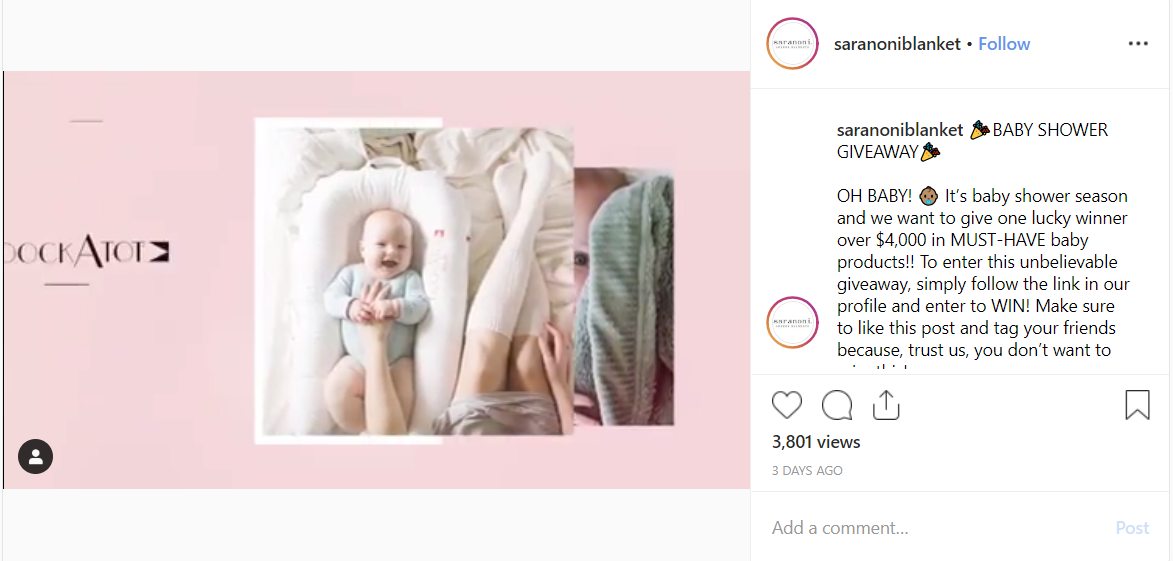 DOCKATOT
saranoni.
saranoniblanket • Follow
saranoniblanket 🎉BABY SHOWER
GIVEAWAY🎉
OH BABY! 👶🏽 It’s baby shower season
and we want to give one lucky winner
over $4,000 in MUST-HAVE baby
products!! To enter this unbelievable
giveaway, simply follow the link in our
profile and enter to WIN! Make sure
saranoni.
to like this post and tag your friends
because, trust us, you don’t want to
3,801 views
3 DAYS AGO
Add a comment...
Post